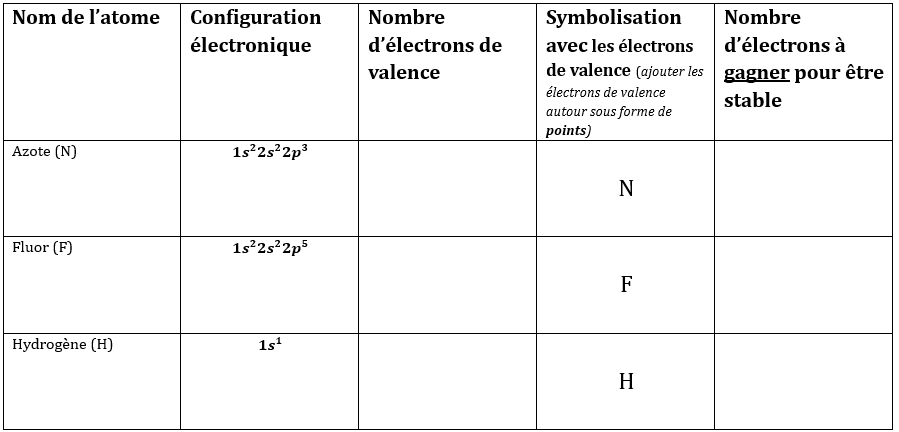 Nom de l'atome
Configuration
électronique
Nombre
d'électrons de
valence
Symbolisation
avec les électrons
de valence (ajouter les
électrons de valence
autour sous forme de
points)
Nombre
d'électrons à
gagner pour être
stable
Azote (N)
1s²2s²2p³
N
Fluor (F)
1s²2s²2p⁵
F
Hydrogène (H)
1s¹
H